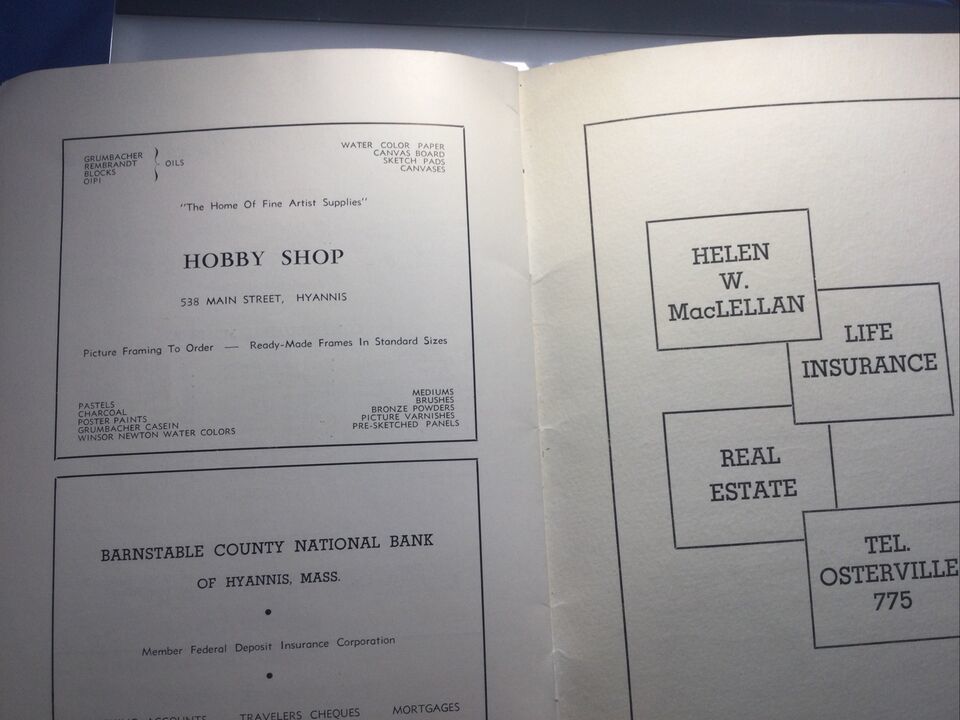 GRUMBACHER
REMBRANDT
BLOCKS
OIPI
OILS
WATER COLOR PAPER
CANVAS BOARD
SKETCH PADS
CANVASES
"The Home Of Fine Artist Supplies"
HOBBY SHOP
538 MAIN STREET, HYANNIS
Picture Framing To Order — Ready-Made Frames In Standard Sizes
PASTELS
CHARCOAL
POSTER PAINTS
GRUMBACHER CASEIN
WINSOR NEWTON WATER COLORS
MEDIUMS
BRUSHES
BRONZE POWDERS
PICTURE VARNISHES
PRE-SKETCHED PANELS
BARNSTABLE COUNTY NATIONAL BANK
OF HYANNIS, MASS.
•
Member Federal Deposit Insurance Corporation
•
ACCOUNTS TRAVELERS CHEQUES MORTGAGES
HELEN
W.
MacLELLAN
LIFE
INSURANCE
REAL
ESTATE
TEL.
OSTERVILLE
775